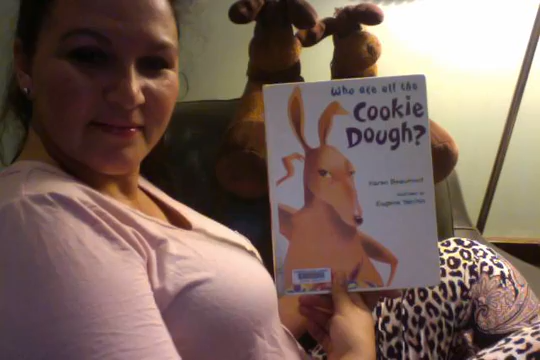 Who ate all the
Cookie
Dough?
Karen Beaumont
Eugene Yelchin